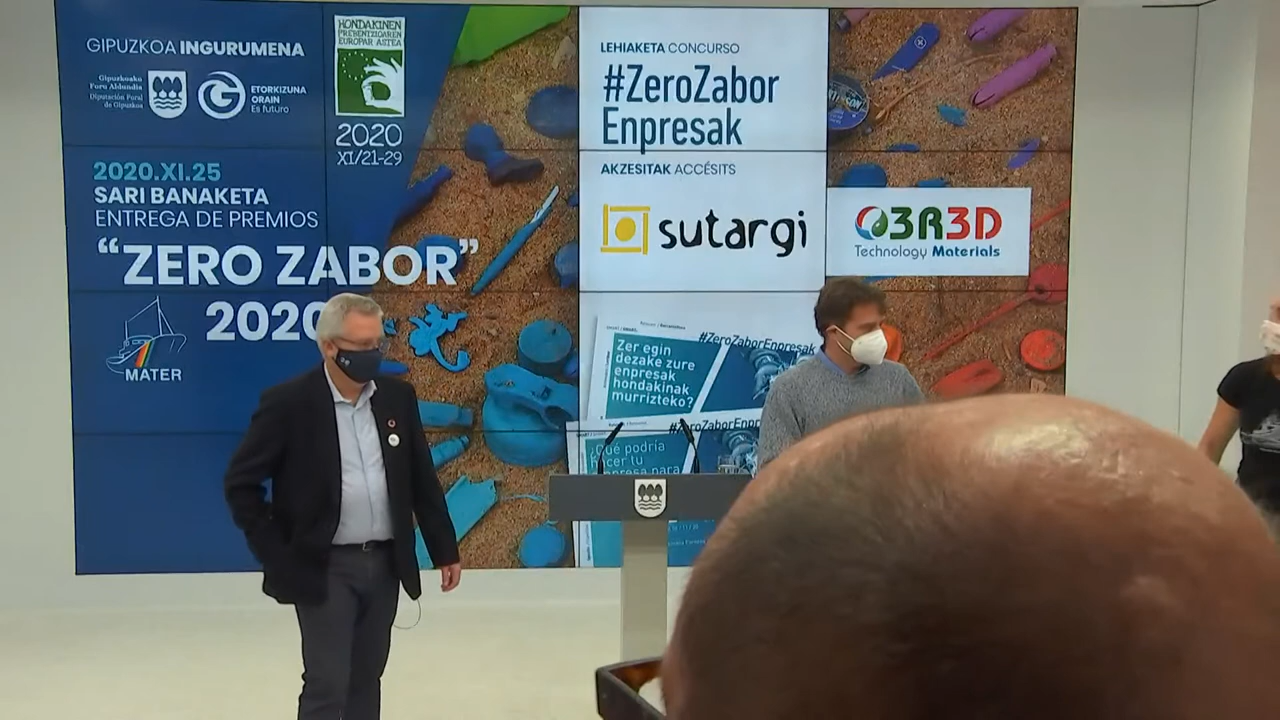 GIPUZKOA INGURUMENA
Gipuzkoako
Foru Aldundia
Diputación Foral
de Gipuzkoa
ETORKIZUNA
ORAIN
Es futuro
HONDAKINEN
PREBENTZIOAREN
EUROPAR ASTEA
2020
XI/21-29
2020.XI.25
SARI BANAKETA
ENTREGA DE PREMIOS
“ZERO ZABOR”
2020
MATER
LEHIAKETA CONCURSO
#ZeroZabor
Enpresak
AKZESITAK ACCÉSITS
sutargi
3R3D
Technology Materials
#ZeroZaborEnpresak
Zer egin
dezake zure
enpresak
hondakinak
murrizteko?
#ZeroZaborEnpre
¿Qué podría
hacer tu
empresa para